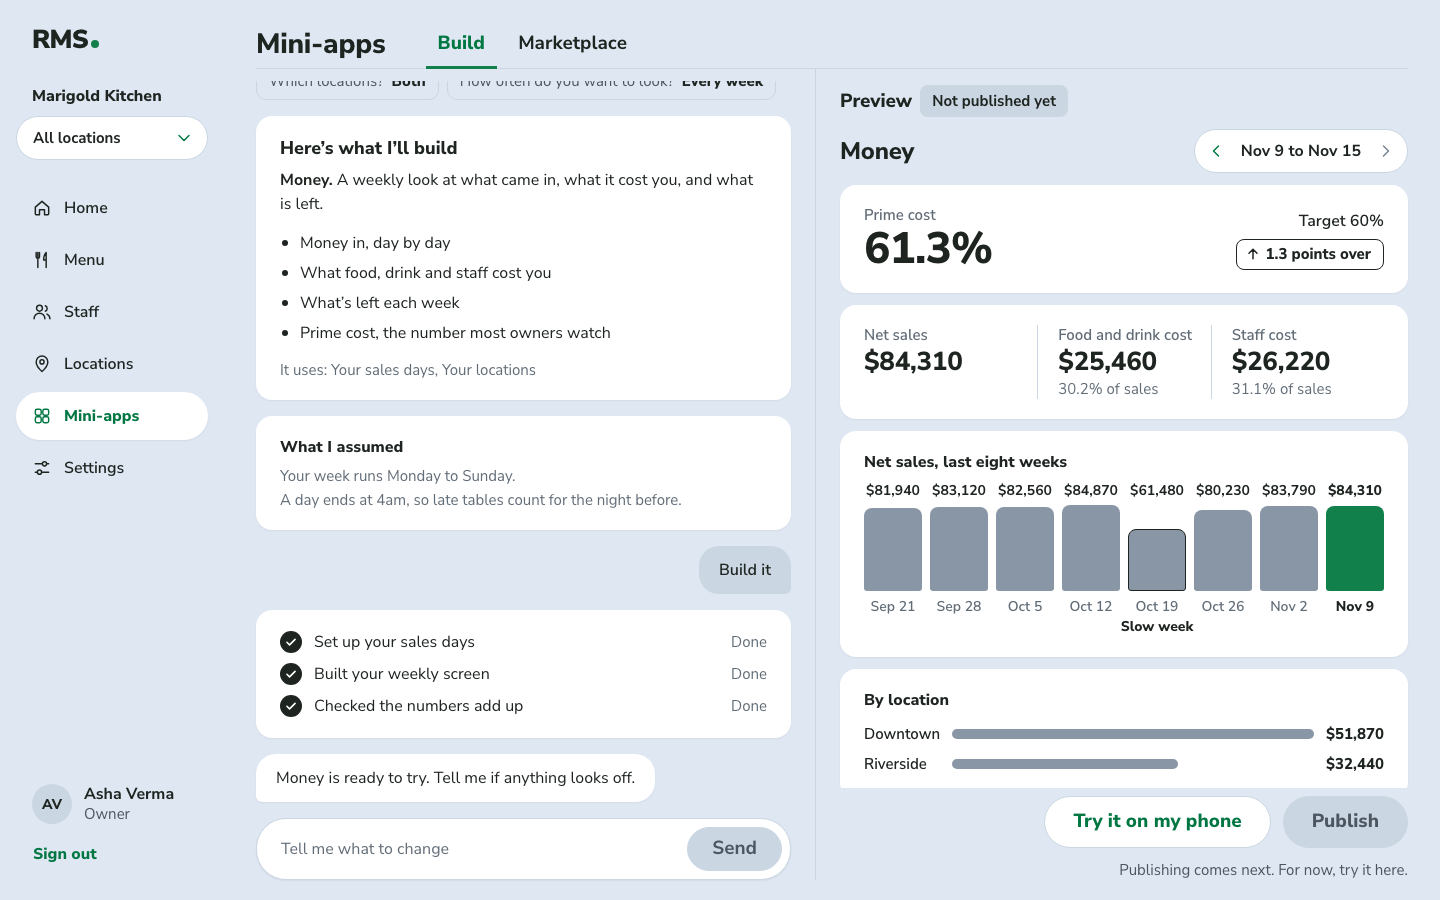 RMS.
Marigold Kitchen
All locations
Home
Menu
Staff
Locations
Mini-apps
Settings
AV
Asha Verma
Owner
Sign out
Mini-apps
Build
Marketplace
Which locations? Both
How often do you want to look? Every week
Here’s what I’ll build
Money. A weekly look at what came in, what it cost you, and what
is left.
Money in, day by day
What food, drink and staff cost you
What’s left each week
Prime cost, the number most owners watch
It uses: Your sales days, Your locations
What I assumed
Your week runs Monday to Sunday.
A day ends at 4am, so late tables count for the night before.
Build it
Set up your sales days Done
Built your weekly screen Done
Checked the numbers add up Done
Money is ready to try. Tell me if anything looks off.
Tell me what to change
Send
Preview
Not published yet
Money
Nov 9 to Nov 15
Prime cost
61.3%
Target 60%
1.3 points over
Net sales
$84,310
Food and drink cost
$25,460
30.2% of sales
Staff cost
$26,220
31.1% of sales
Net sales, last eight weeks
$81,940 $83,120 $82,560 $84,870 $61,480 $80,230 $83,790 $84,310
Sep 21 Sep 28 Oct 5 Oct 12 Oct 19 Oct 26 Nov 2 Nov 9
Slow week
By location
Downtown $51,870
Riverside $32,440
Try it on my phone
Publish
Publishing comes next. For now, try it here.